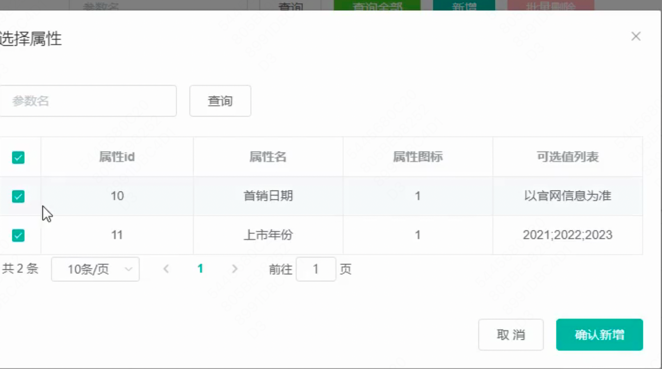 参数名 查询 查询全部 新增 批量删除
选择属性
参数名 查询
属性id 属性名 属性图标 可选值列表
10 首销日期 1 以官网信息为准
11 上市年份 1 2021;2022;2023
共 2 条 10条/页 1 前往 1 页
取 消 确认新增